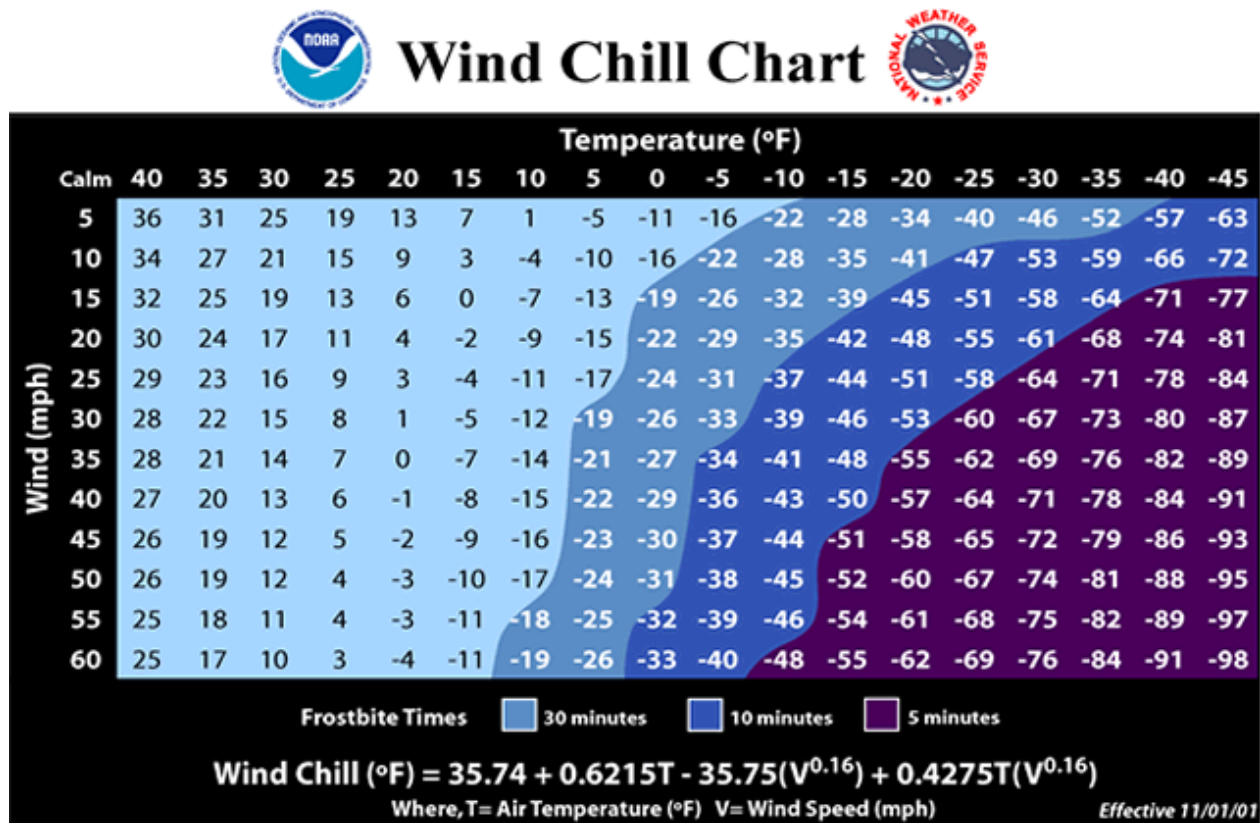 NOAA
NATIONAL OCEANIC AND ATMOSPHERIC ADMINISTRATION
U.S. DEPARTMENT OF COMMERCE
Wind Chill Chart
NATIONAL WEATHER SERVICE
Temperature (ºF)
Calm 40 35 30 25 20 15 10 5 0 -5 -10 -15 -20 -25 -30 -35 -40 -45
Wind (mph)
5 36 31 25 19 13 7 1 -5 -11 -16 -22 -28 -34 -40 -46 -52 -57 -63
10 34 27 21 15 9 3 -4 -10 -16 -22 -28 -35 -41 -47 -53 -59 -66 -72
15 32 25 19 13 6 0 -7 -13 -19 -26 -32 -39 -45 -51 -58 -64 -71 -77
20 30 24 17 11 4 -2 -9 -15 -22 -29 -35 -42 -48 -55 -61 -68 -74 -81
25 29 23 16 9 3 -4 -11 -17 -24 -31 -37 -44 -51 -58 -64 -71 -78 -84
30 28 22 15 8 1 -5 -12 -19 -26 -33 -39 -46 -53 -60 -67 -73 -80 -87
35 28 21 14 7 0 -7 -14 -21 -27 -34 -41 -48 -55 -62 -69 -76 -82 -89
40 27 20 13 6 -1 -8 -15 -22 -29 -36 -43 -50 -57 -64 -71 -78 -84 -91
45 26 19 12 5 -2 -9 -16 -23 -30 -37 -44 -51 -58 -65 -72 -79 -86 -93
50 26 19 12 4 -3 -10 -17 -24 -31 -38 -45 -52 -60 -67 -74 -81 -88 -95
55 25 18 11 4 -3 -11 -18 -25 -32 -39 -46 -54 -61 -68 -75 -82 -89 -97
60 25 17 10 3 -4 -11 -19 -26 -33 -40 -48 -55 -62 -69 -76 -84 -91 -98
Frostbite Times 30 minutes 10 minutes 5 minutes
Wind Chill (ºF) = 35.74 + 0.6215T - 35.75(V^0.16) + 0.4275T(V^0.16)
Where, T= Air Temperature (ºF) V= Wind Speed (mph) Effective 11/01/01